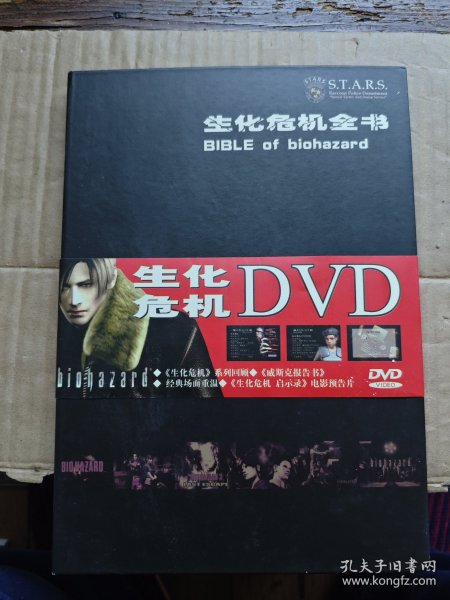 S.T.A.R.S.
生化危机全书
BIBLE of biohazard
生化
危机 DVD
biohazard
◆《生化危机》系列回顾◆《威斯克报告书》
◆ 经典场面重温◆《生化危机 启示录》电影预告片
DVD
VIDEO
BIOHAZARD
biohazard
孔夫子旧书网
www.kongfz.com